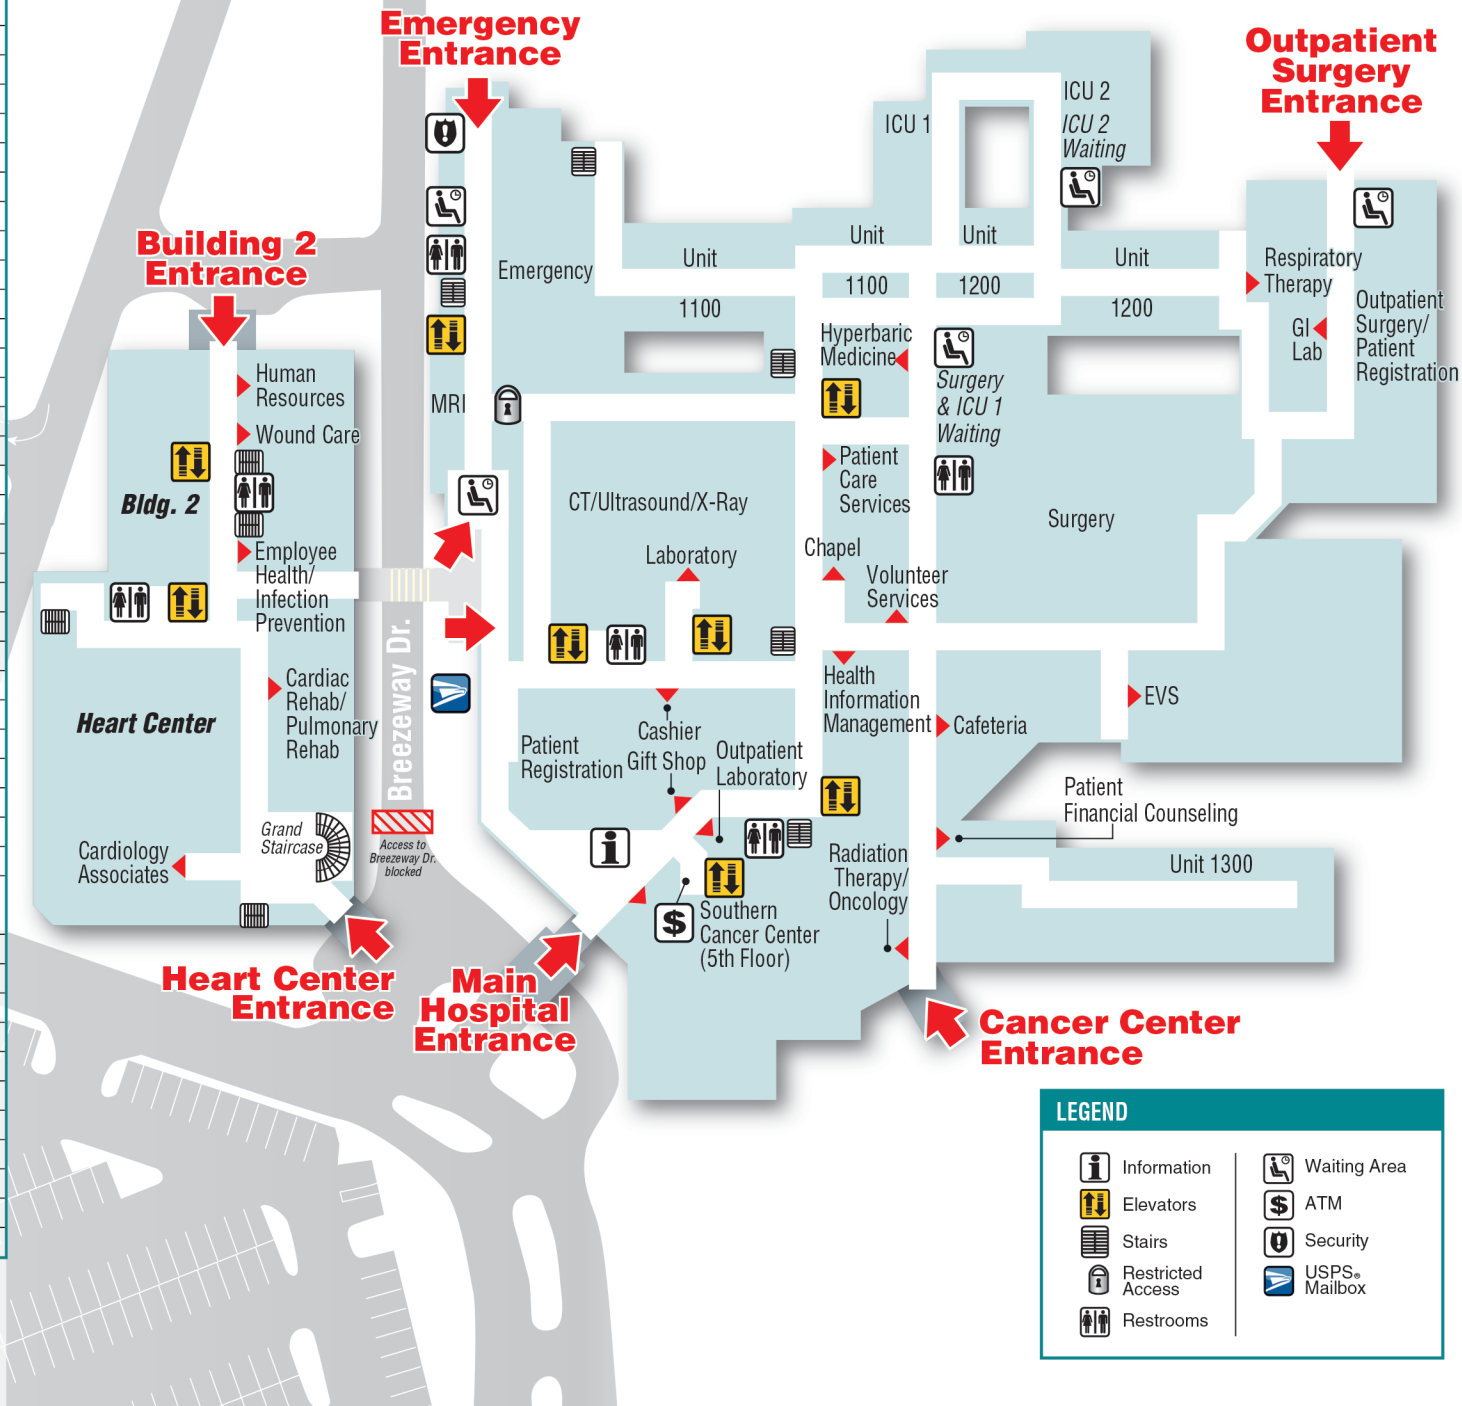 Emergency
Entrance
Outpatient
Surgery
Entrance
ICU 2
ICU 2
Waiting
ICU 1
Building 2
Entrance
Unit
Unit
Unit
Unit
Emergency
1100
1100
1200
1200
Respiratory
Therapy
GI
Lab
Outpatient
Surgery/
Patient
Registration
Hyperbaric
Medicine
Surgery
& ICU 1
Waiting
Human
Resources
Wound Care
MRI
Bldg. 2
Patient
Care
Services
CT/Ultrasound/X-Ray
Surgery
Laboratory
Chapel
Volunteer
Services
Employee
Health/
Infection
Prevention
Breezeway Dr.
Cardiac
Rehab/
Pulmonary
Rehab
Heart Center
Health
Information
Management
Cafeteria
EVS
Cashier
Gift Shop
Patient
Registration
Outpatient
Laboratory
Patient
Financial Counseling
Grand
Staircase
Access to
Breezeway Dr.
blocked
Cardiology
Associates
Radiation
Therapy/
Oncology
Unit 1300
$
Southern
Cancer Center
(5th Floor)
Heart Center
Entrance
Main
Hospital
Entrance
Cancer Center
Entrance
LEGEND
Information
Elevators
Stairs
Restricted
Access
Restrooms
Waiting Area
$ ATM
Security
USPS®
Mailbox